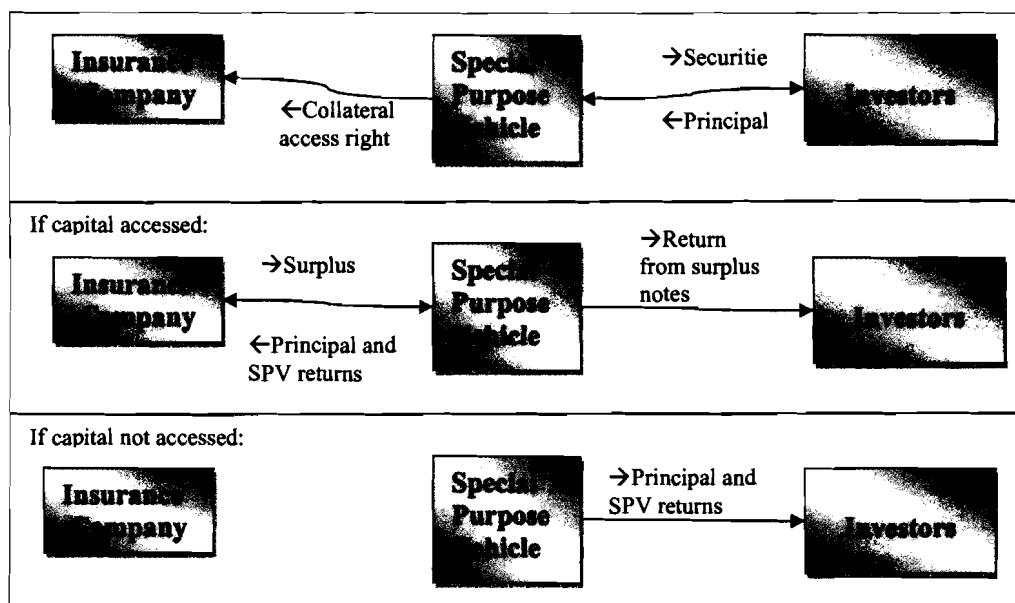 Insurance
Company
←Collateral
access right
Special
Purpose
Vehicle
→Securitie
←Principal
Investors
If capital accessed:
Insurance
Company
→Surplus
←Principal and
SPV returns
Special
Purpose
Vehicle
→Return
from surplus
notes
Investors
If capital not accessed:
Insurance
Company
Special
Purpose
Vehicle
→Principal and
SPV returns
Investors